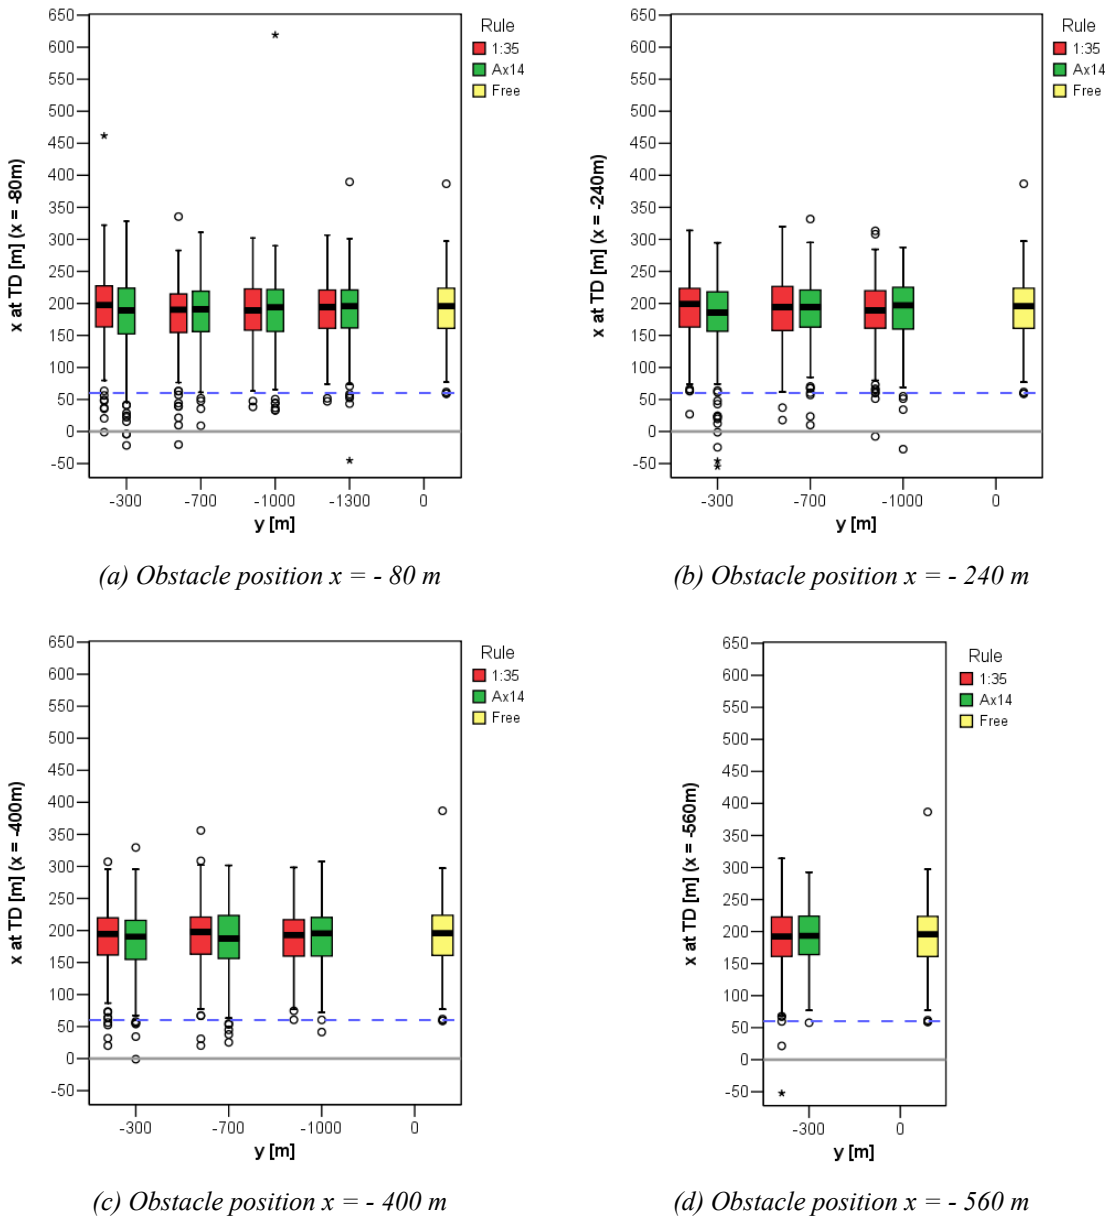 650
600
550
500
450
400
350
300
250
200
150
100
50
0
-50
x at TD [m] (x = -80m)
-300 -700 -1000 -1300 0
y [m]
Rule
1:35
Ax14
Free
(a) Obstacle position x = - 80 m
650
600
550
500
450
400
350
300
250
200
150
100
50
0
-50
x at TD [m] (x = -240m)
-300 -700 -1000 0
y [m]
Rule
1:35
Ax14
Free
(b) Obstacle position x = - 240 m
650
600
550
500
450
400
350
300
250
200
150
100
50
0
-50
x at TD [m] (x = -400m)
-300 -700 -1000 0
y [m]
Rule
1:35
Ax14
Free
(c) Obstacle position x = - 400 m
650
600
550
500
450
400
350
300
250
200
150
100
50
0
-50
x at TD [m] (x = -560m)
-300 0
y [m]
Rule
1:35
Ax14
Free
(d) Obstacle position x = - 560 m